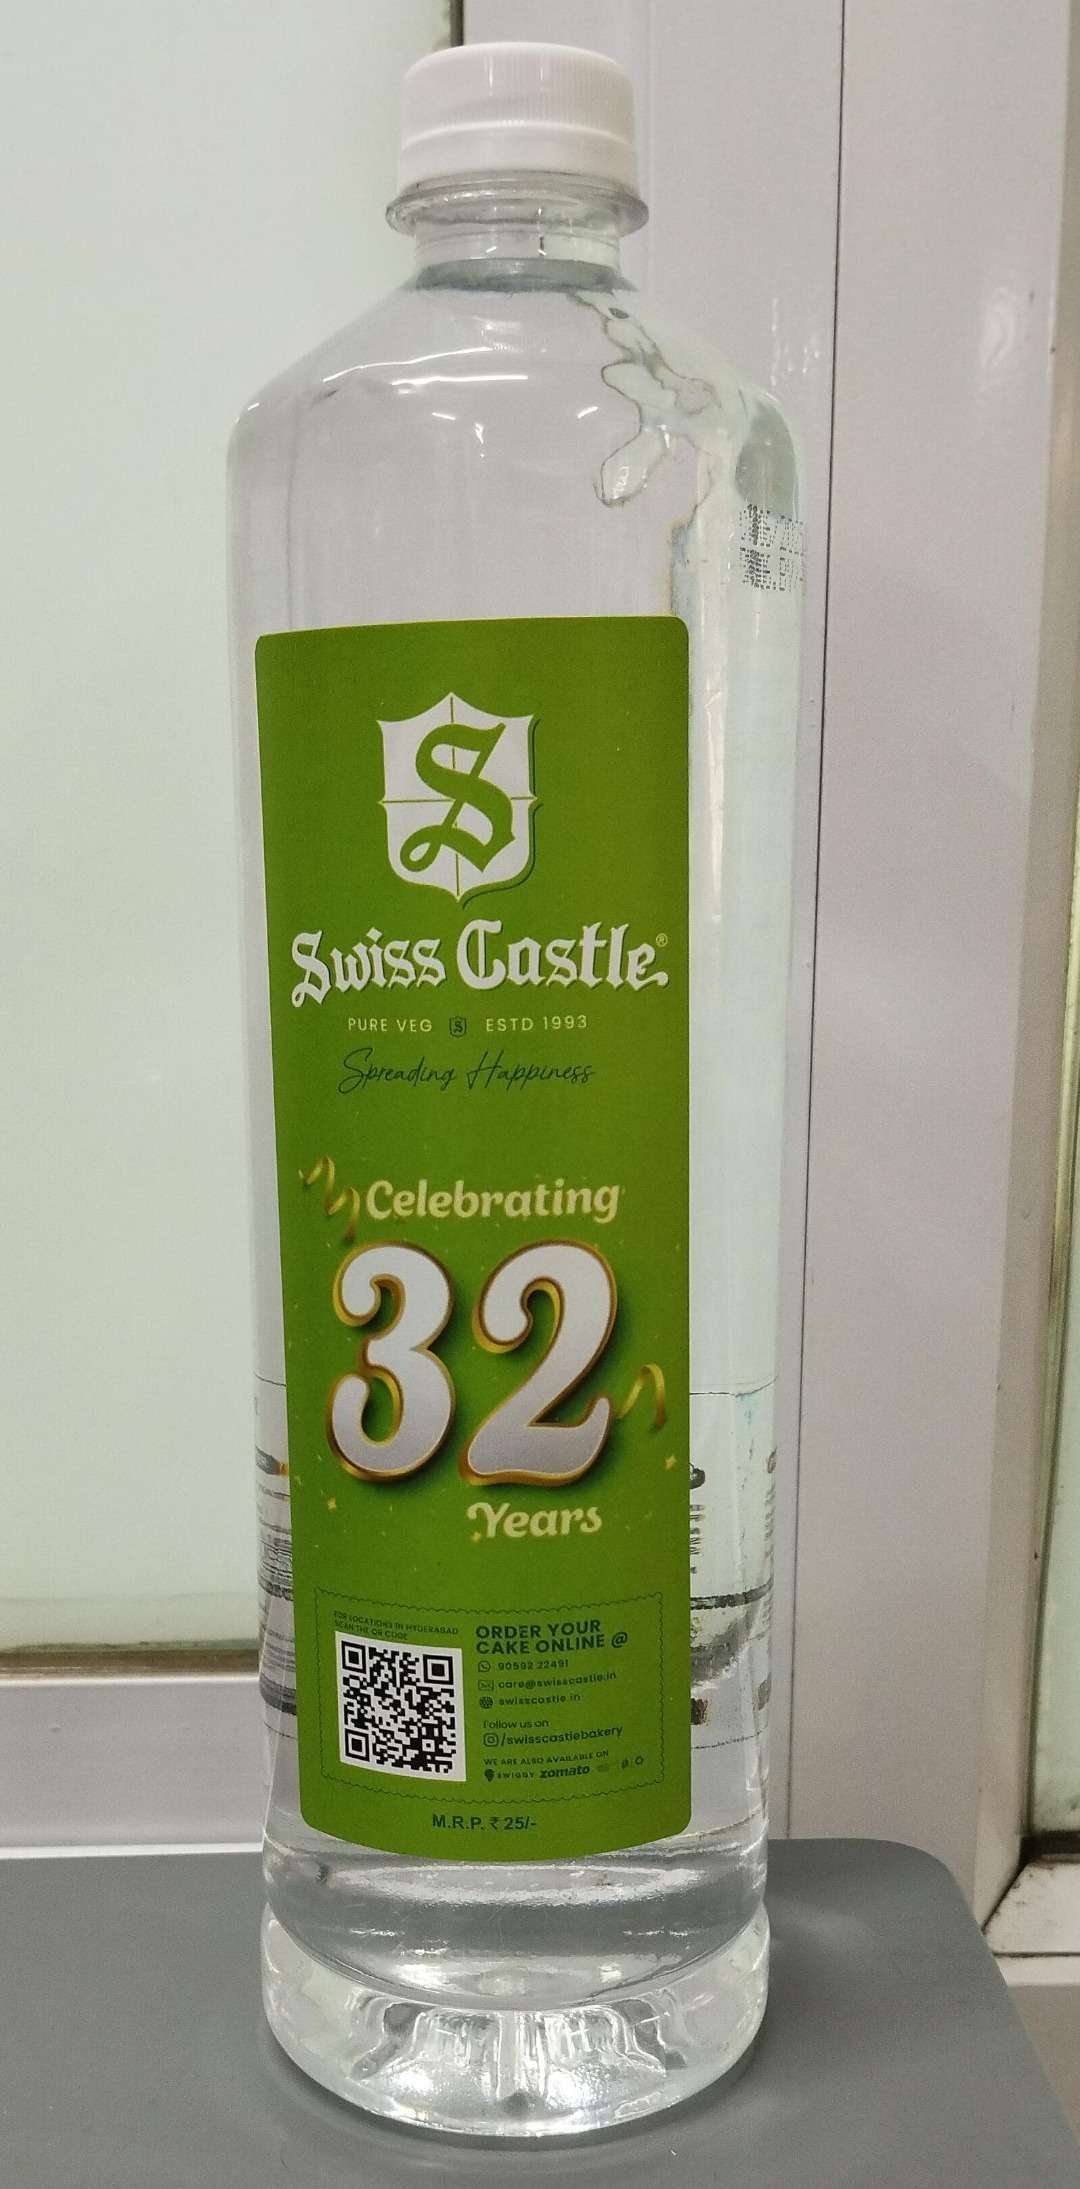 S
Swiss Castle®
PURE VEG S ESTD 1993
Spreading Happiness
Celebrating
32
Years
FOR LOCATIONS IN HYDERABAD
SCAN THE QR CODE
ORDER YOUR
CAKE ONLINE @
90592 22491
care@swisscastle.in
swisscastle.in
Follow us on
/swisscastlebakery
WE ARE ALSO AVAILABLE ON
SWIGGY zomato
M.R.P. ₹ 25/-